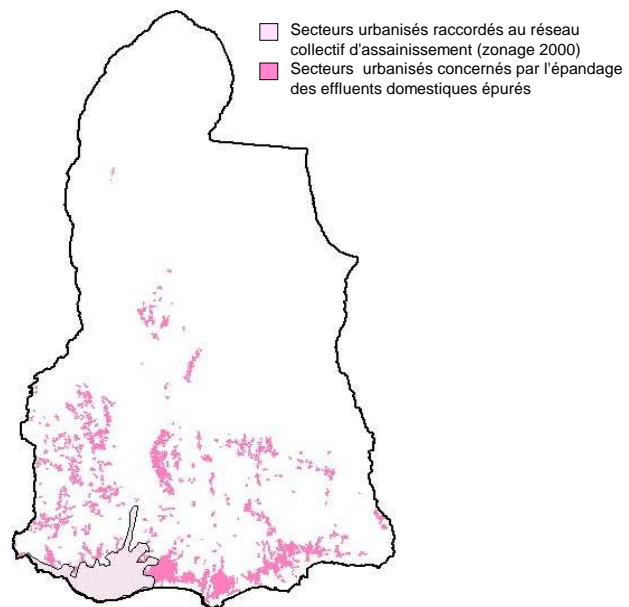 Secteurs urbanisés raccordés au réseau
collectif d'assainissement (zonage 2000)
Secteurs urbanisés concernés par l'épandage
des effluents domestiques épurés